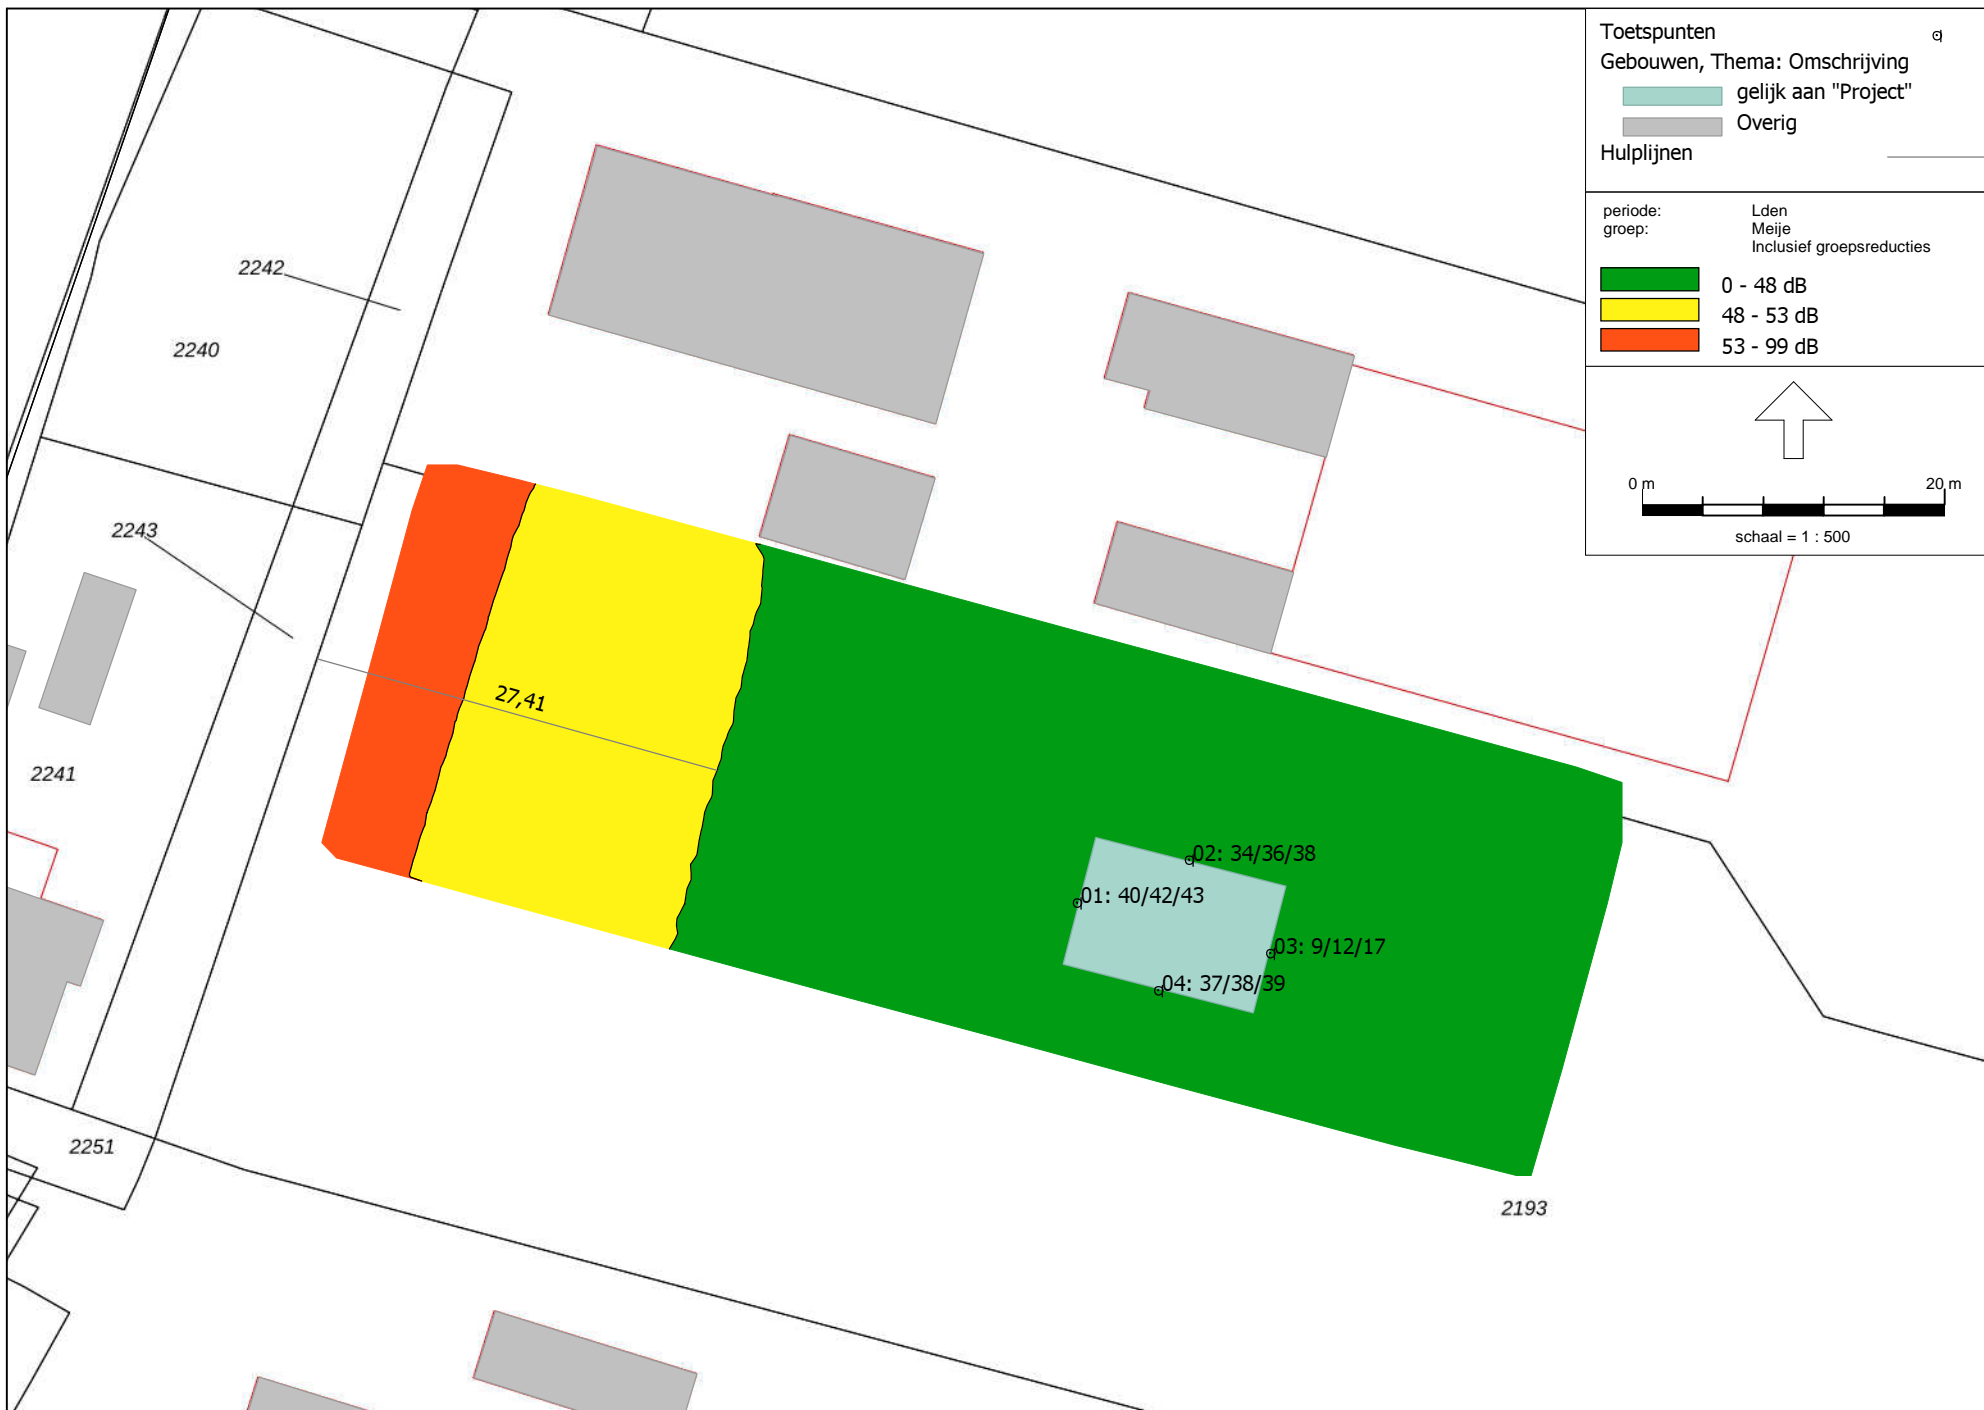 Toetspunten
Gebouwen, Thema: Omschrijving
gelijk aan "Project"
Overig
Hulplijnen
periode: Lden
groep: Meije
Inclusief groepsreducties
0 - 48 dB
48 - 53 dB
53 - 99 dB
0 m 20 m
schaal = 1 : 500
2242
2240
2243
27,41
2241
02: 34/36/38
01: 40/42/43
03: 9/12/17
04: 37/38/39
2251
2193